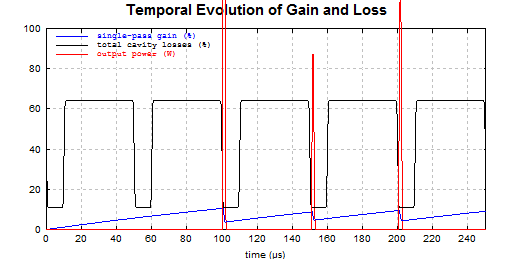 Temporal Evolution of Gain and Loss
single-pass gain (%)
total cavity losses (%)
output power (W)
100
80
60
40
20
0
0 20 40 60 80 100 120 140 160 180 200 220 240
time (µs)